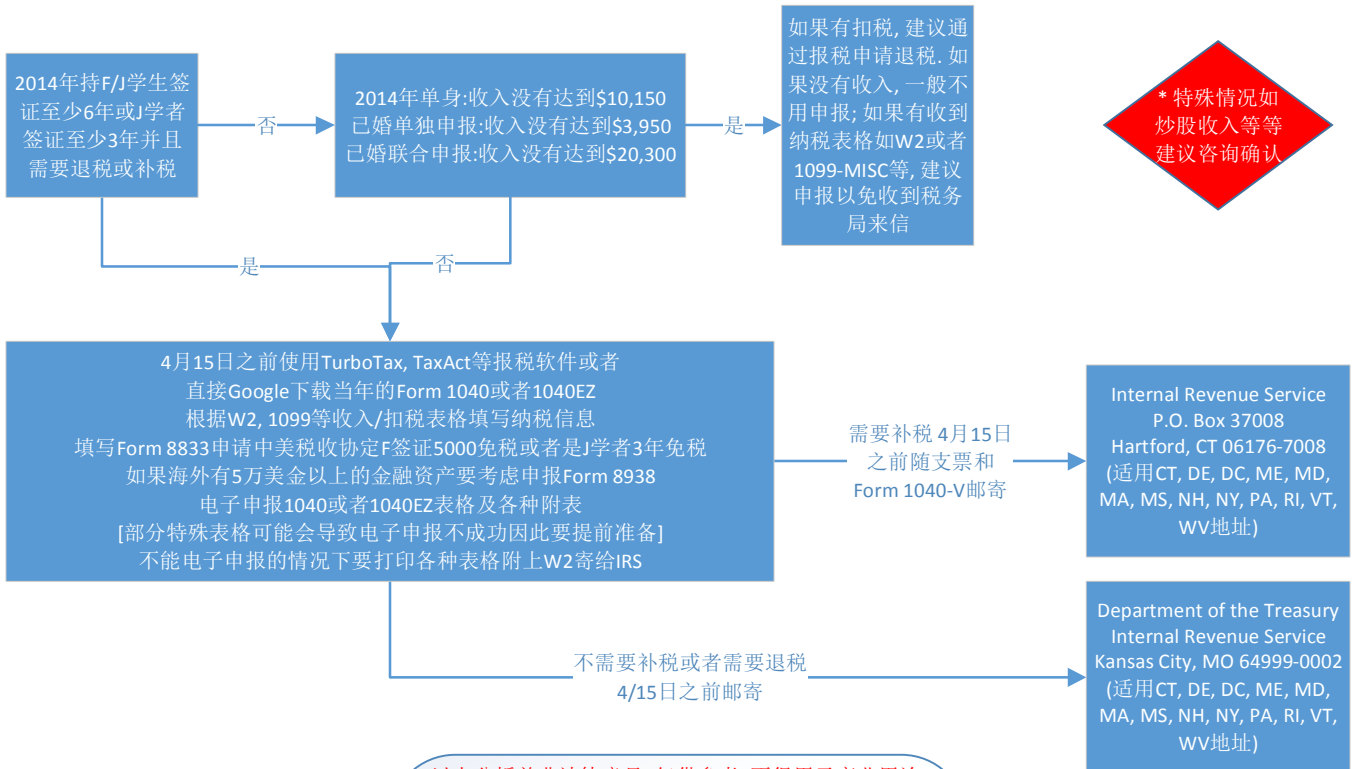 2014年持F/J学生签
证至少6年或J学者
签证至少3年并且
需要退税或补税
否
2014年单身:收入没有达到$10,150
已婚单独申报:收入没有达到$3,950
已婚联合申报:收入没有达到$20,300
是
如果有扣税, 建议通
过报税申请退税. 如
果没有收入, 一般不
用申报; 如果有收到
纳税表格如W2或者
1099-MISC等, 建议
申报以免收到税务
局来信
* 特殊情况如
炒股收入等等
建议咨询确认
是
否
4月15日之前使用TurboTax, TaxAct等报税软件或者
直接Google下载当年的Form 1040或者1040EZ
根据W2, 1099等收入/扣税表格填写纳税信息
填写Form 8833申请中美税收协定F签证5000免税或者是J学者3年免税
如果海外有5万美金以上的金融资产要考虑申报Form 8938
电子申报1040或者1040EZ表格及各种附表
[部分特殊表格可能会导致电子申报不成功因此要提前准备]
不能电子申报的情况下要打印各种表格附上W2寄给IRS
需要补税 4月15日
之前随支票和
Form 1040-V邮寄
Internal Revenue Service
P.O. Box 37008
Hartford, CT 06176-7008
(适用CT, DE, DC, ME, MD,
MA, MS, NH, NY, PA, RI, VT,
WV地址)
不需要补税或者需要退税
4/15日之前邮寄
Department of the Treasury
Internal Revenue Service
Kansas City, MO 64999-0002
(适用CT, DE, DC, ME, MD,
MA, MS, NH, NY, PA, RI, VT,
WV地址)